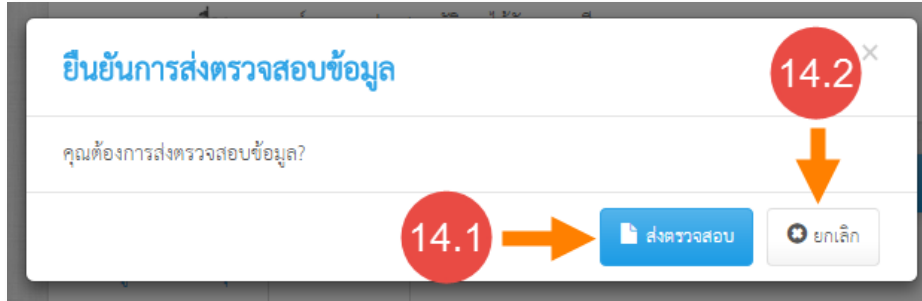 ยืนยันการส่งตรวจสอบข้อมูล
14.2
×
คุณต้องการส่งตรวจสอบข้อมูล?
14.1
ส่งตรวจสอบ
ยกเลิก